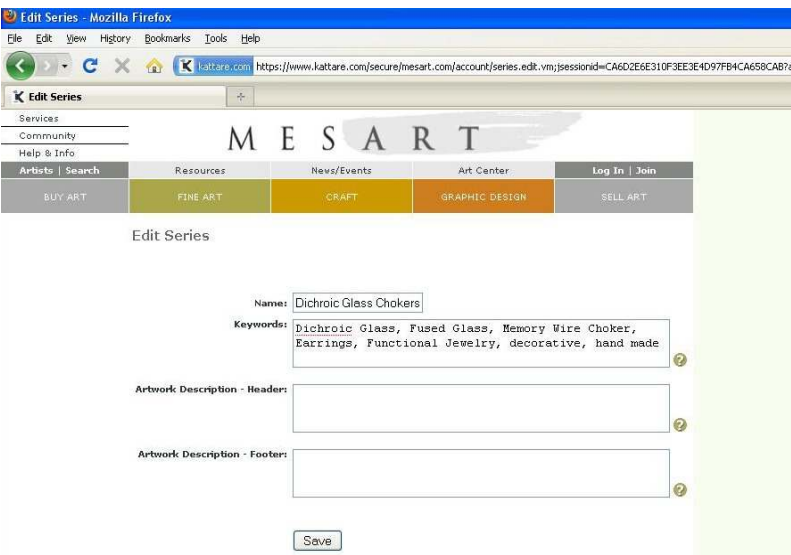 Edit Series - Mozilla Firefox
File Edit View History Bookmarks Tools Help
kattare.com https://www.kattare.com/secure/mesart.com/account/series.edit.vm;jsessionid=CA6D2E6E310F3EE3E4D97FB4CA658CAB?a
Edit Series
Services
Community
Help & Info
MESART
Artists | Search Resources News/Events Art Center Log In | Join
BUY ART FINE ART CRAFT GRAPHIC DESIGN SELL ART
Edit Series
Name: Dichroic Glass Chokers
Keywords: Dichroic Glass, Fused Glass, Memory Wire Choker,
Earrings, Functional Jewelry, decorative, hand made
Artwork Description - Header:
Artwork Description - Footer:
Save